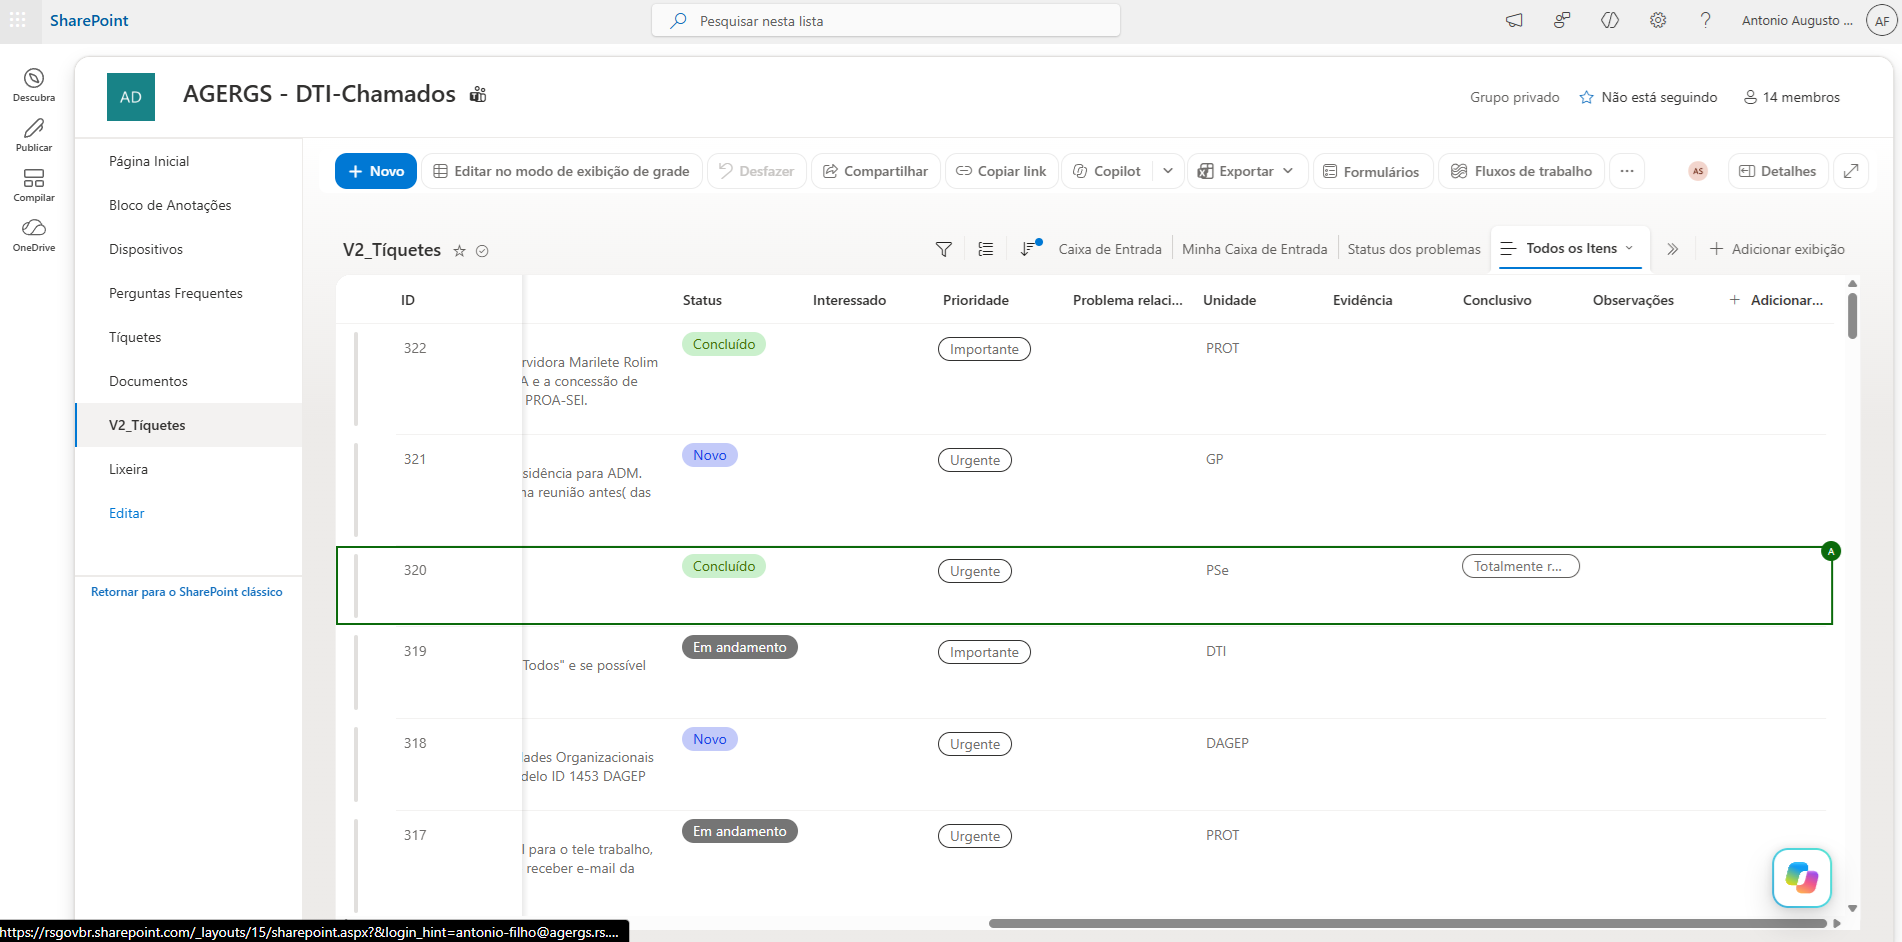 SharePoint
Pesquisar nesta lista
Antonio Augusto ...
AF
Descubra
Publicar
Compilar
OneDrive
AD
AGERGS - DTI-Chamados
Grupo privado
Não está seguindo
14 membros
Página Inicial
Bloco de Anotações
Dispositivos
Perguntas Frequentes
Tíquetes
Documentos
V2_Tíquetes
Lixeira
Editar
Retornar para o SharePoint clássico
Novo
Editar no modo de exibição de grade
Desfazer
Compartilhar
Copiar link
Copilot
Exportar
Formulários
Fluxos de trabalho
...
AS
Detalhes
V2_Tíquetes
Caixa de Entrada
Minha Caixa de Entrada
Status dos problemas
Todos os Itens
Adicionar exibição
ID Status Interessado Prioridade Problema relaci... Unidade Evidência Conclusivo Observações Adicionar...
322 Concluído Importante PROT
rvidora Marilete Rolim
A e a concessão de
PROA-SEI.
321 Novo Urgente GP
sidência para ADM.
na reunião antes( das
A
320 Concluído Urgente PSe Totalmente r...
319 Em andamento Importante DTI
Todos" e se possível
318 Novo Urgente DAGEP
dades Organizacionais
delo ID 1453 DAGEP
317 Em andamento Urgente PROT
l para o tele trabalho,
receber e-mail da
https://rsgovbr.sharepoint.com/_layouts/15/sharepoint.aspx?&login_hint=antonio-filho@agergs.rs....